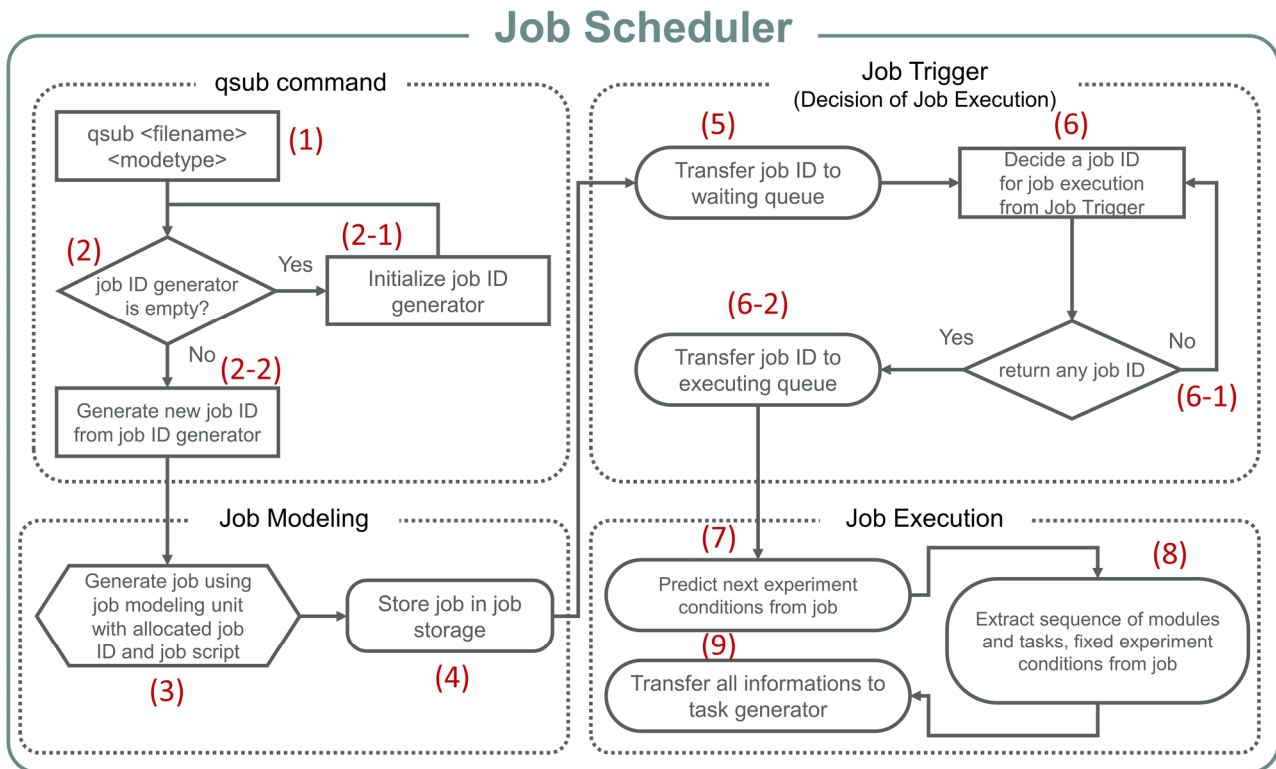 Job Scheduler
qsub command
qsub <filename>
<modetype>
(1)
(2)
job ID generator
is empty?
Yes
(2-1)
Initialize job ID
generator
No
(2-2)
Generate new job ID
from job ID generator
Job Modeling
Generate job using
job modeling unit
with allocated job
ID and job script
(3)
Store job in job
storage
(4)
Job Trigger
(Decision of Job Execution)
(5)
Transfer job ID to
waiting queue
(6)
Decide a job ID
for job execution
from Job Trigger
(6-2)
Transfer job ID to
executing queue
Yes
return any job ID
No
(6-1)
Job Execution
(7)
Predict next experiment
conditions from job
(8)
Extract sequence of modules
and tasks, fixed experiment
conditions from job
(9)
Transfer all informations to
task generator